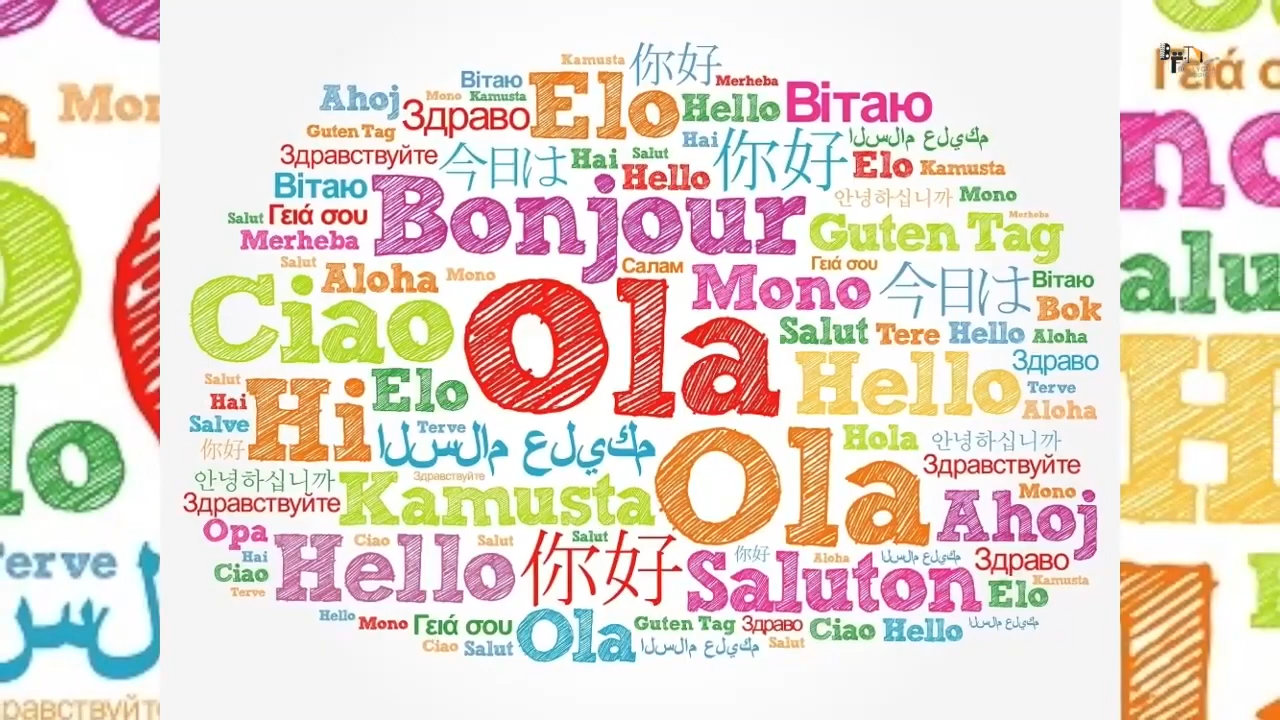 Kamusta 你好
Вітаю Merheba
Ahoj Mono Kamusta Elo Hello Вітаю
Guten Tag Здраво Hai 你好 السلام عليكم
Здравствуйте 今日は Hai Salut Hello Elo Kamusta
Вітаю Bonjour 안녕하십니까 Mono
Salut Γειά σου Guten Tag Merheba
Merheba
Salut Aloha Mono Салам Mono Γειά σου 今日は Вітаю
Ciao Ola Bok
Salut Tere Hello Aloha
Salut Hi Elo Hello Здраво
Hai Terve
Salve Terve Aloha
你好 السلام عليكم Ola Hola 안녕하십니까
안녕하십니까 Здравствуйте Здравствуйте
Здравствуйте Kamusta Mono
Opa Ciao Salut Salut Ahoj
Hai Hello 你好 Saluton 你好 Aloha السلام عليكم Здраво
Ciao Kamusta
Terve Elo
Hello Mono Γειά σου Ola Guten Tag Здраво Ciao Hello السلام عليكم
Ciao Salut السلام عليكم Salut